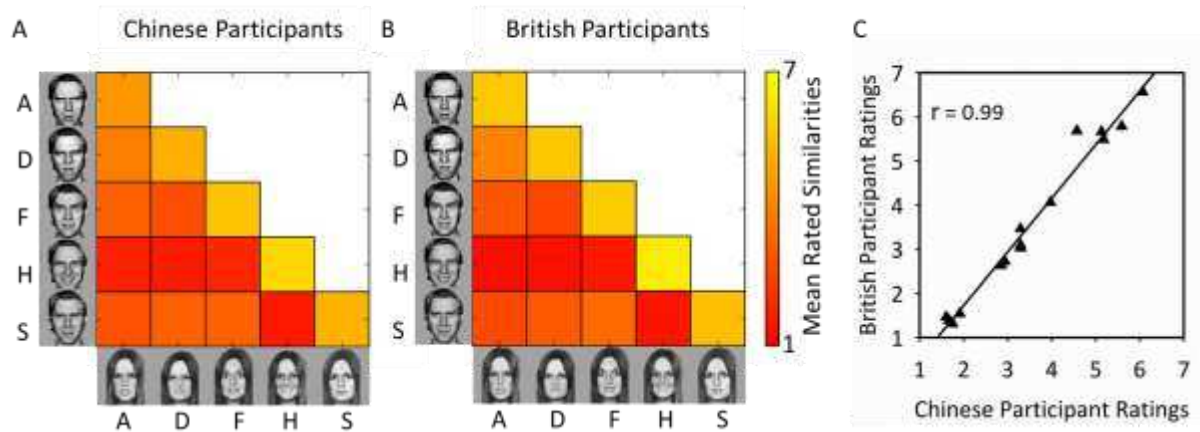 A
Chinese Participants
A
D
F
H
S
A D F H S
B
British Participants
A
D
F
H
S
A D F H S
7
1
Mean Rated Similarities
C
r = 0.99
7
6
5
4
3
2
1
British Participant Ratings
1 2 3 4 5 6 7
Chinese Participant Ratings